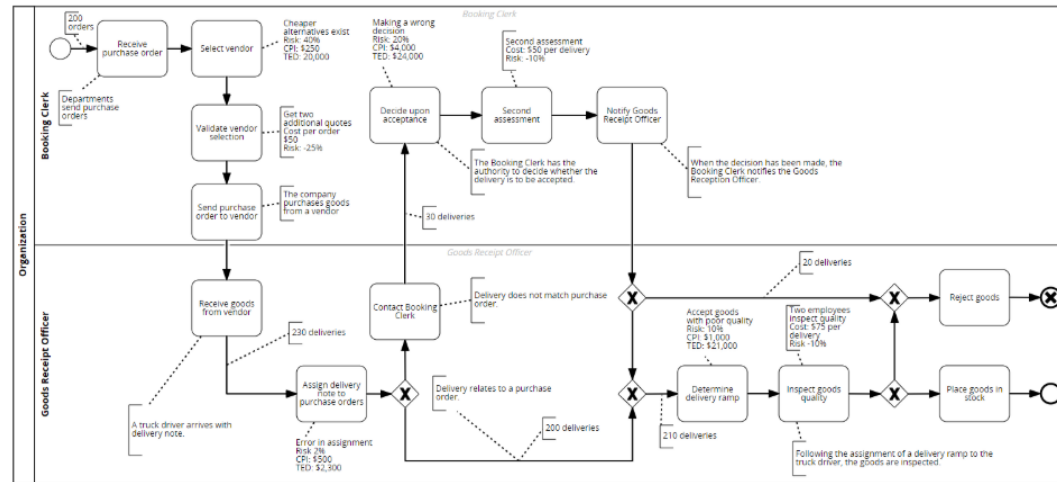 Organization
Booking Clerk
Booking Clerk
200
orders
Receive
purchase order
Departments
send purchase
orders
Select vendor
Cheaper
alternatives exist
Risk: 40%
CPI: $250
TED: 20,000
Validate vendor
selection
Get two
additional quotes
Cost per order
$50
Risk: -25%
Send purchase
order to vendor
The company
purchases goods
from a vendor
Making a wrong
decision
Risk: 20%
CPI: $4,000
TED: $24,000
Decide upon
acceptance
The Booking Clerk has the
authority to decide whether the
delivery is to be accepted.
Second assessment
Cost: $50 per delivery
Risk: -10%
Second
assessment
Notify Goods
Receipt Officer
When the decision has been made, the
Booking Clerk notifies the Goods
Reception Officer.
30 deliveries
Goods Receipt Officer
Goods Receipt Officer
Receive goods
from vendor
A truck driver arrives with
delivery note.
230 deliveries
Assign delivery
note to
purchase orders
Error in assignment
Risk 2%
CPI: $500
TED: $2,300
Contact Booking
Clerk
Delivery does not match purchase
order.
Delivery relates to a purchase
order.
200 deliveries
20 deliveries
210 deliveries
Accept goods
with poor quality
Risk: 10%
CPI: $1,000
TED: $21,000
Determine
delivery ramp
Two employees
inspect quality
Cost: $75 per
delivery
Risk -10%
Inspect goods
quality
Following the assignment of a delivery ramp to the
truck driver, the goods are inspected.
Reject goods
Place goods in
stock